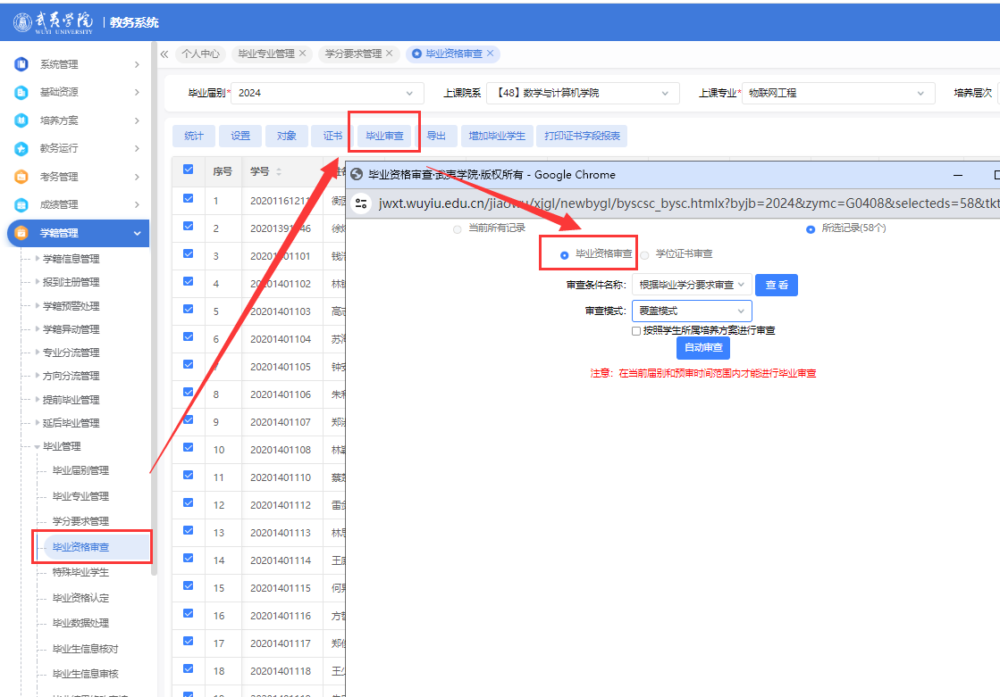 武夷学院 | 教务系统
WUYI UNIVERSITY
系统管理
基础资源
培养方案
教务运行
考务管理
成绩管理
学籍管理
学籍信息管理
报到注册管理
学籍预警处理
学籍异动管理
专业分流管理
方向分流管理
提前毕业管理
延后毕业管理
毕业管理
毕业届别管理
毕业专业管理
学分要求管理
毕业资格审查
特殊毕业学生
毕业资格认定
毕业数据处理
毕业生信息核对
毕业生信息审核
个人中心 毕业专业管理 学分要求管理 毕业资格审查
毕业届别* 2024 上课院系 【48】数学与计算机学院 上课专业* 物联网工程 培养层次
统计 设置 对象 证书 毕业审查 导出 增加毕业学生 打印证书字段报表
序号 学号
1
2
3
4 20201401102
5 20201401103
6 20201401104
20201401105
8 20201401106
9 20201401107
10 20201401108
11 20201401110
12 20201401112
13 20201401113
14 20201401114
15 20201401115
16 20201401116
17 20201401117
18 20201401118
毕业资格审查·武夷学院·版权所有 - Google Chrome
jwxt.wuyiu.edu.cn/jiaowu/xjgl/newbygl/byscsc_bysc.htmlx?byjb=2024&zymc=G0408&selecteds=58&tkt
当前所有记录 所选记录(58个)
毕业资格审查 学位证书审查
审查条件名称: 根据毕业学分要求审查 查 看
审查模式: 覆盖模式
按照学生所属培养方案进行审查
自动审查
注意：在当前届别和预审时间范围内才能进行毕业审查